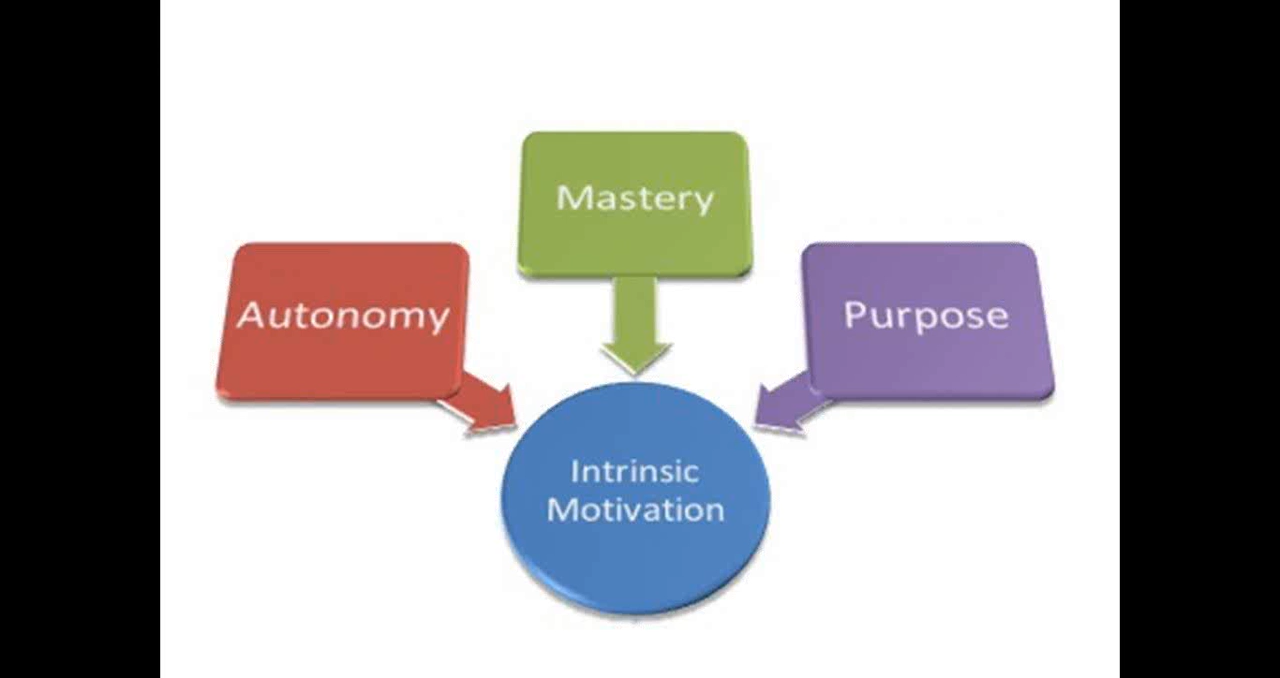 Mastery
Autonomy
Purpose
Intrinsic
Motivation